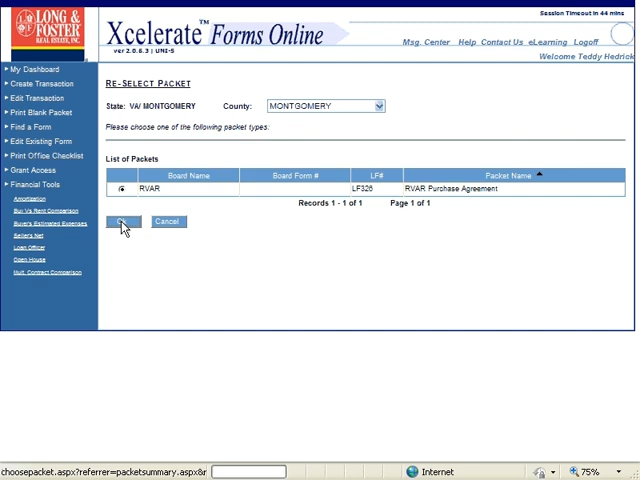 Session Timeout in 44 mins
LONG &
FOSTER
REAL ESTATE, INC.
Xcelerate™ Forms Online
ver 2.0.6.3 | UNI-5
Msg. Center Help Contact Us eLearning Logoff
Welcome Teddy Hedrick
My Dashboard
Create Transaction
Edit Transaction
Print Blank Packet
Find a Form
Edit Existing Form
Print Office Checklist
Grant Access
Financial Tools
Amortization
Buy Vs Rent Comparison
Buyer's Estimated Expenses
Seller's Net
Loan Officer
Open House
Mult. Contract Comparison
RE-SELECT PACKET
State: VA/ MONTGOMERY County: MONTGOMERY
Please choose one of the following packet types:
List of Packets
Board Name Board Form # LF# Packet Name
RVAR LF326 RVAR Purchase Agreement
Records 1 - 1 of 1 Page 1 of 1
Cancel
choosepacket.aspx?referrer=packetsummary.aspx&r Internet 75%